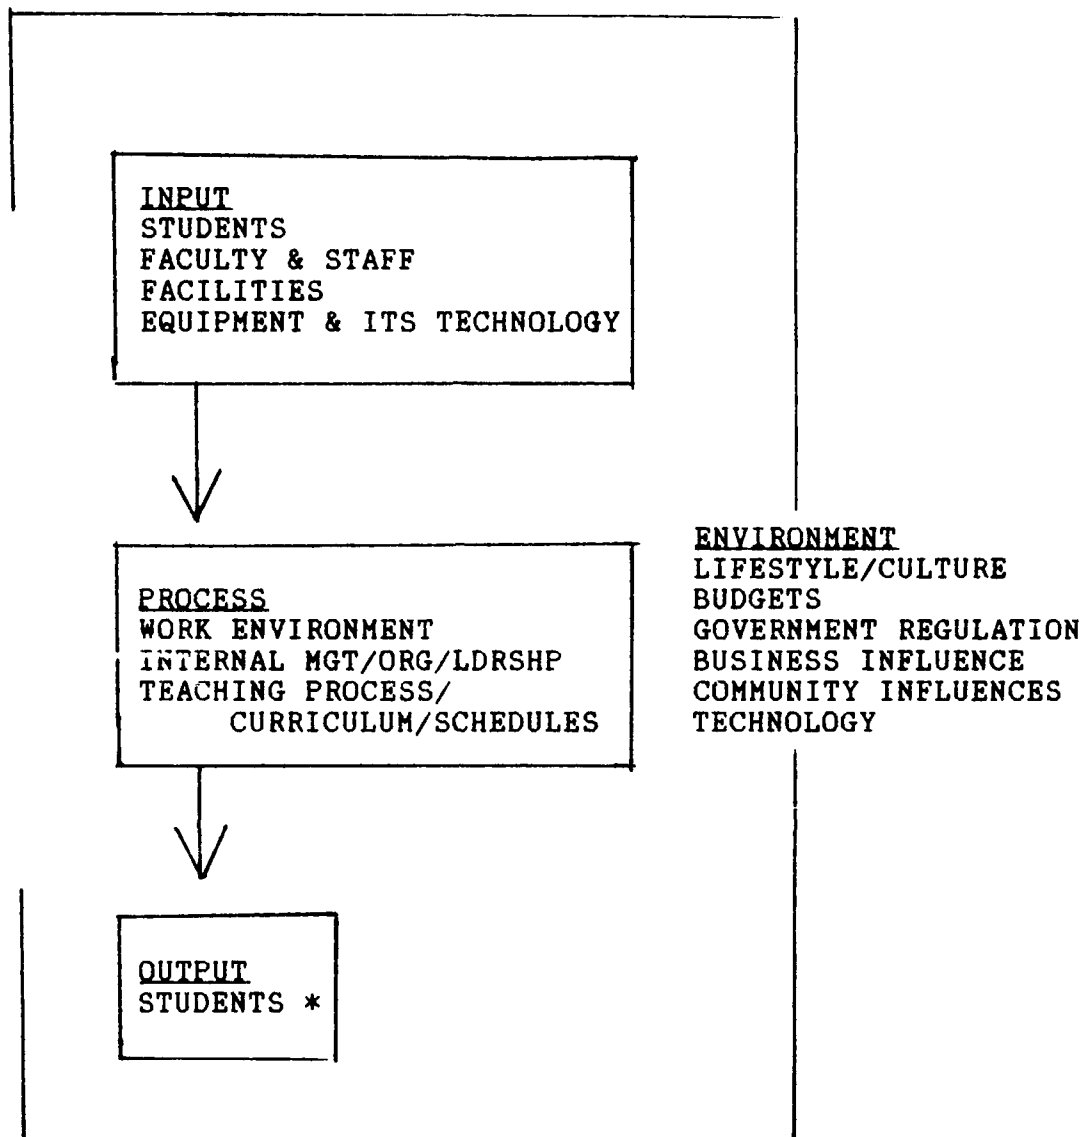 INPUT
STUDENTS
FACULTY & STAFF
FACILITIES
EQUIPMENT & ITS TECHNOLOGY
PROCESS
WORK ENVIRONMENT
INTERNAL MGT/ORG/LDRSHP
TEACHING PROCESS/
CURRICULUM/SCHEDULES
ENVIRONMENT
LIFESTYLE/CULTURE
BUDGETS
GOVERNMENT REGULATION
BUSINESS INFLUENCE
COMMUNITY INFLUENCES
TECHNOLOGY
OUTPUT
STUDENTS *